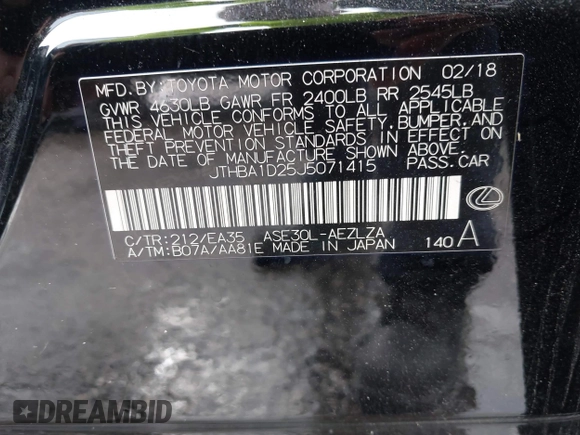 MFD. BY: TOYOTA MOTOR CORPORATION 02/18
GVWR 4630LB GAWR FR 2400LB RR 2545LB
THIS VEHICLE CONFORMS TO ALL APPLICABLE
FEDERAL MOTOR VEHICLE SAFETY, BUMPER, AND
THEFT PREVENTION STANDARDS IN EFFECT ON
THE DATE OF MANUFACTURE SHOWN ABOVE.
JTHBA1D25J5071415 PASS. CAR
C/TR: 212/EA35 ASE30L-AEZLZA
A/TM: B07A/AA81E MADE IN JAPAN 140 A
DREAMBID